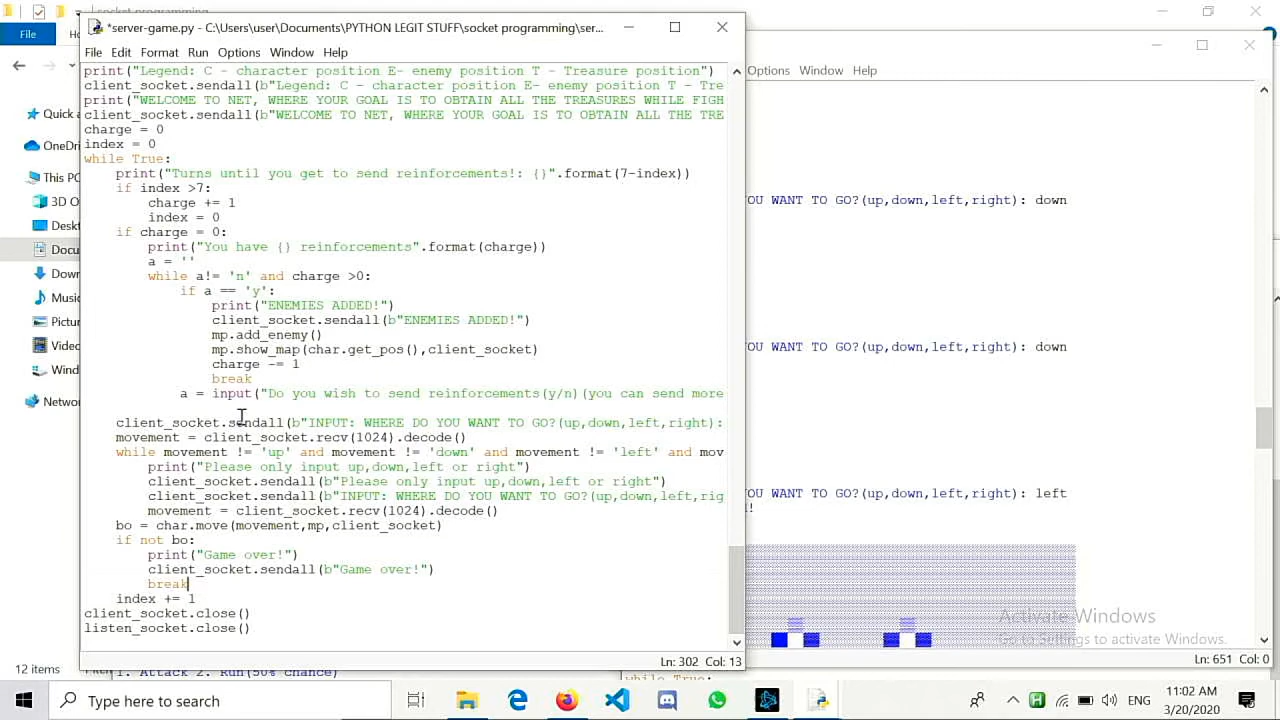 socket programming
File
*server-game.py - C:\Users\user\Documents\PYTHON LEGIT STUFF\socket programming\ser...
File Edit Format Run Options Window Help
Options Window Help
print("Legend: C - character position E- enemy position T - Treasure position")
client_socket.sendall(b"Legend: C - character position E- enemy position T - Tre
print("WELCOME TO NET, WHERE YOUR GOAL IS TO OBTAIN ALL THE TREASURES WHILE FIGH
client_socket.sendall(b"WELCOME TO NET, WHERE YOUR GOAL IS TO OBTAIN ALL THE TRE
charge = 0
index = 0
while True:
print("Turns until you get to send reinforcements!: {}".format(7-index))
if index >7:
charge += 1
index = 0
if charge = 0:
print("You have {} reinforcements".format(charge))
a = ''
while a!= 'n' and charge >0:
if a == 'y':
print("ENEMIES ADDED!")
client_socket.sendall(b"ENEMIES ADDED!")
mp.add_enemy()
mp.show_map(char.get_pos(),client_socket)
charge -= 1
break
a = input("Do you wish to send reinforcements(y/n)(you can send more
client_socket.sendall(b"INPUT: WHERE DO YOU WANT TO GO?(up,down,left,right):
movement = client_socket.recv(1024).decode()
while movement != 'up' and movement != 'down' and movement != 'left' and mov
print("Please only input up,down,left or right")
client_socket.sendall(b"Please only input up,down,left or right")
client_socket.sendall(b"INPUT: WHERE DO YOU WANT TO GO?(up,down,left,rig
movement = client_socket.recv(1024).decode()
bo = char.move(movement,mp,client_socket)
if not bo:
print("Game over!")
client_socket.sendall(b"Game over!")
break
index += 1
client_socket.close()
listen_socket.close()
Ln: 302 Col: 13
Quick a
OneDri
This PC
3D O
Deskt
Docu
Down
Music
Pictur
Video
Wind
Networ
12 items
OU WANT TO GO?(up,down,left,right): down
OU WANT TO GO?(up,down,left,right): down
OU WANT TO GO?(up,down,left,right): left
!
Activate Windows
Go to Settings to activate Windows.
Ln: 651 Col: 0
1. Attack 2. Run(50% chance)
while True:
Type here to search
ENG
11:02 AM
3/20/2020